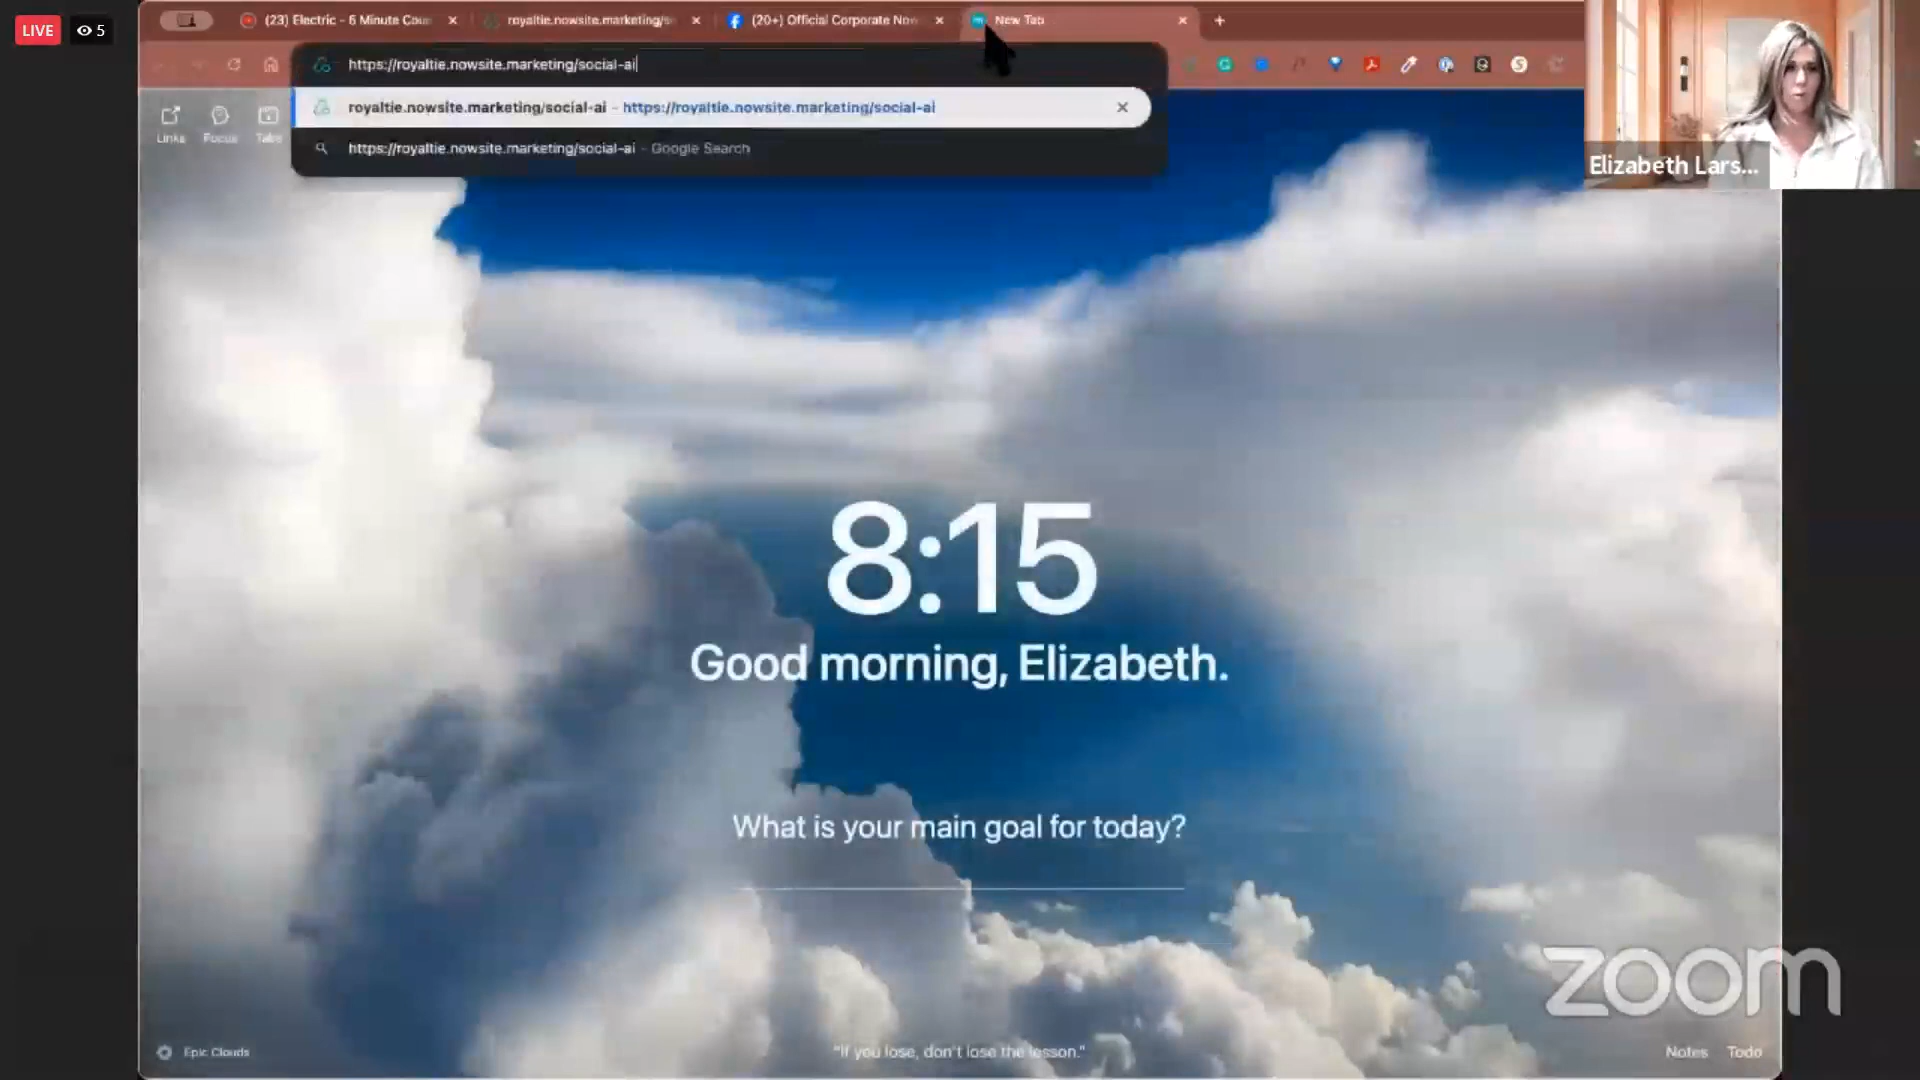 LIVE
5
(23) Electric - 6 Minute Coun
royaltie.nowsite.marketing/s
(20+) Official Corporate Now
New Tab
https://royaltie.nowsite.marketing/social-ai
royaltie.nowsite.marketing/social-ai - https://royaltie.nowsite.marketing/social-ai
https://royaltie.nowsite.marketing/social-ai - Google Search
Links
Focus
Tabs
Elizabeth Lars...
8:15
Good morning, Elizabeth.
What is your main goal for today?
zoom
Epic Clouds
"If you lose, don't lose the lesson."
Notes
Todo